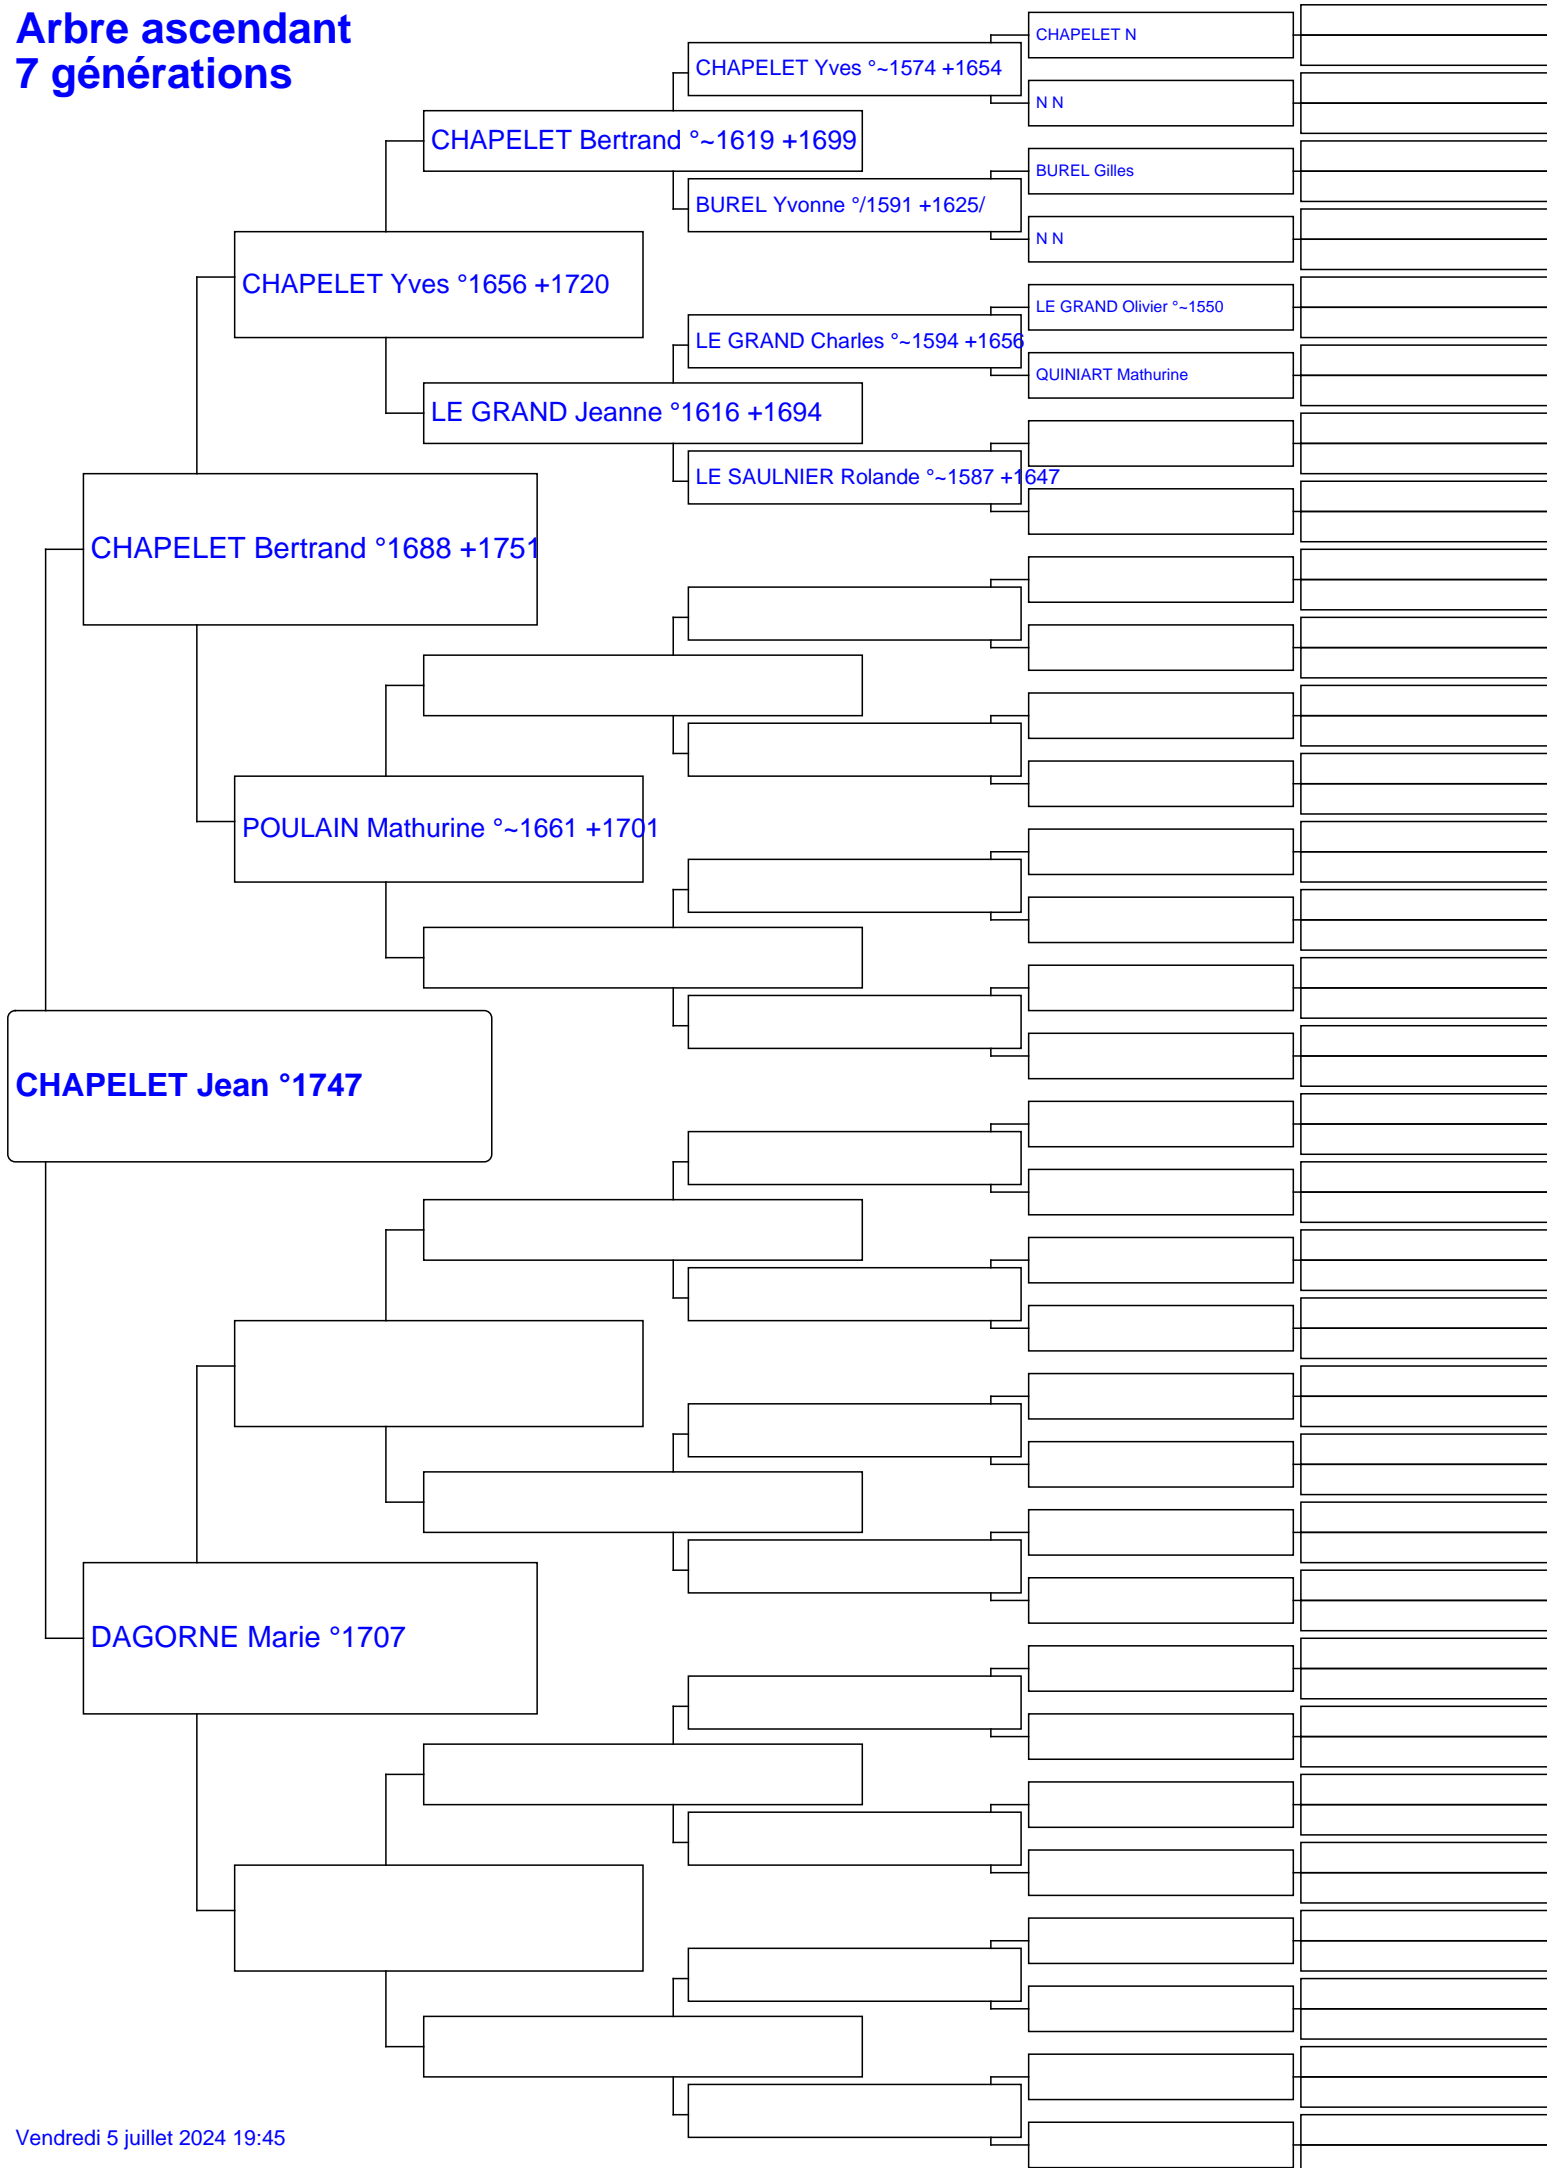 Arbre ascendant
7 générations
CHAPELET N
CHAPELET Yves °~1574 +1654
N N
CHAPELET Bertrand °~1619 +1699
BUREL Gilles
BUREL Yvonne °/1591 +1625/
N N
CHAPELET Yves °1656 +1720
LE GRAND Olivier °~1550
LE GRAND Charles °~1594 +1656
QUINIART Mathurine
LE GRAND Jeanne °1616 +1694
LE SAULNIER Rolande °~1587 +1647
CHAPELET Bertrand °1688 +1751
POULAIN Mathurine °~1661 +1701
CHAPELET Jean °1747
DAGORNE Marie °1707
Vendredi 5 juillet 2024 19:45